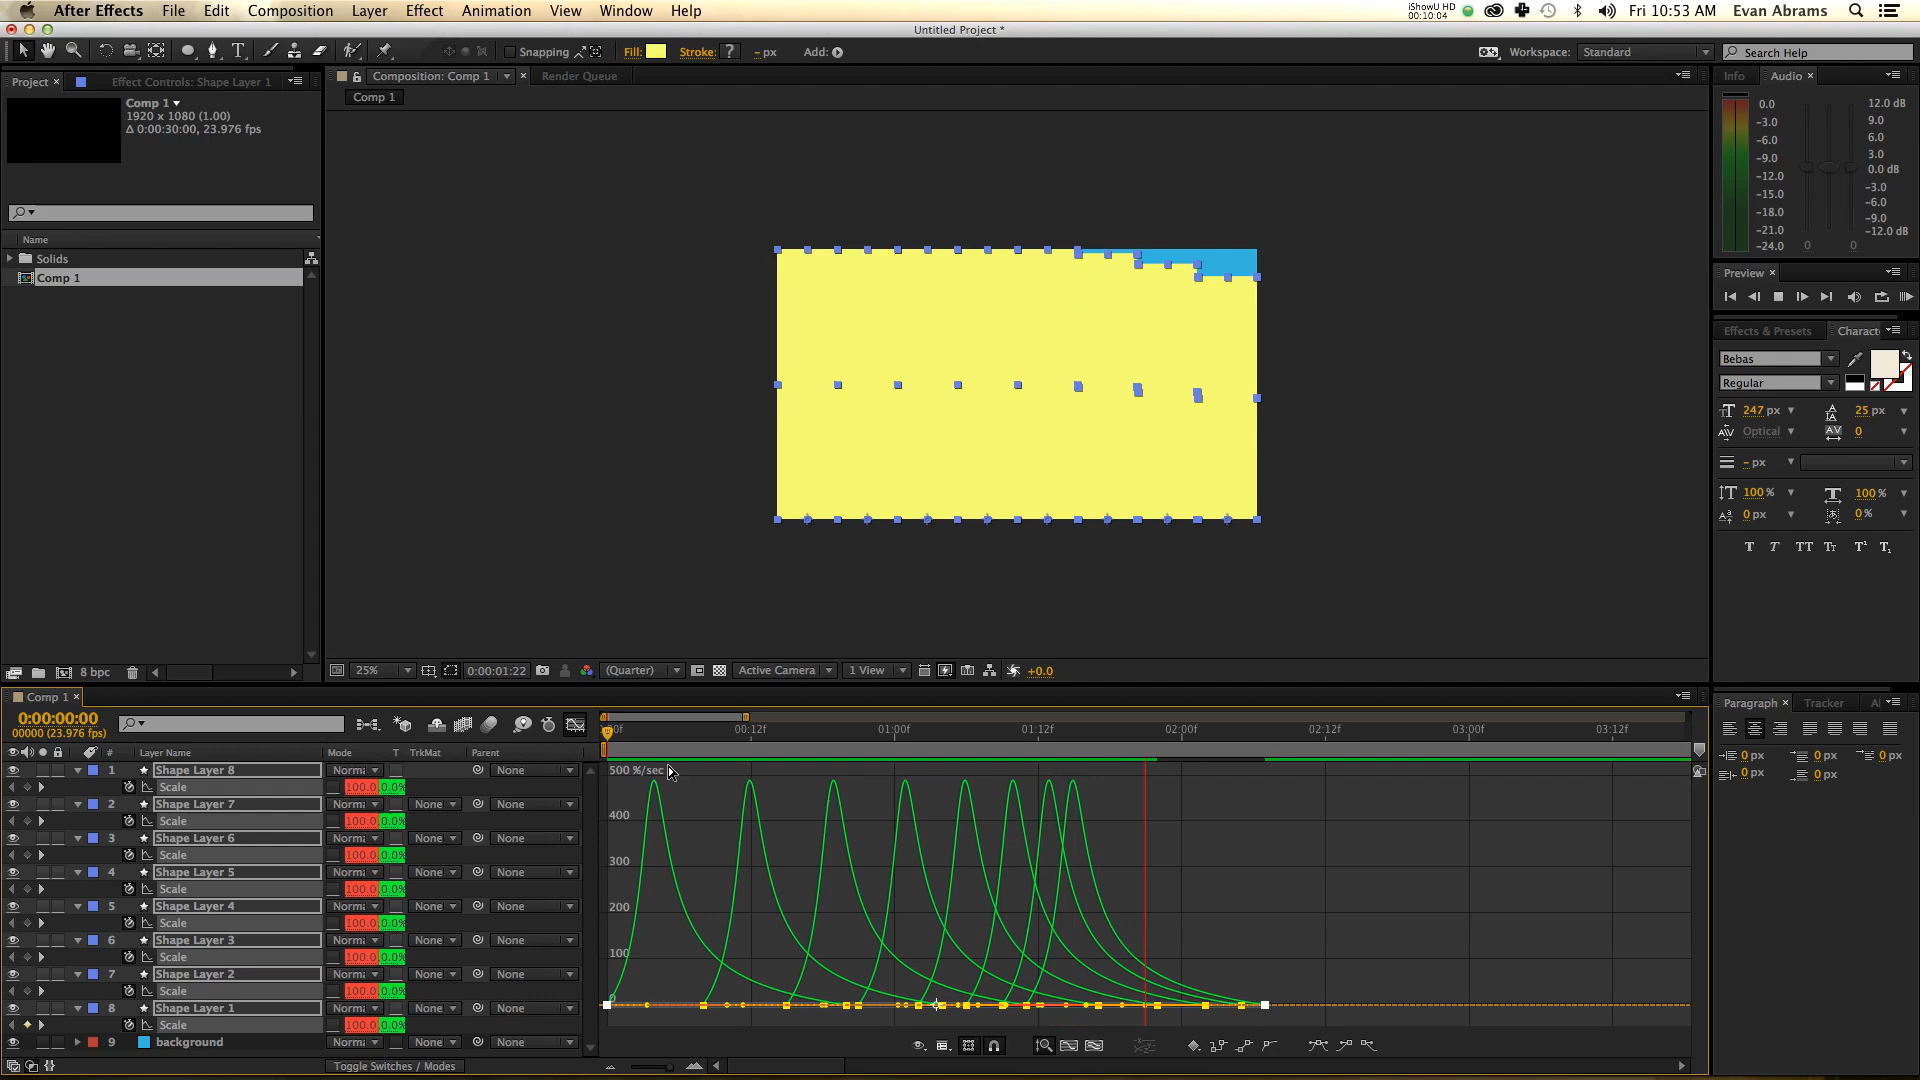 After Effects File Edit Composition Layer Effect Animation View Window Help iShowU HD 00:10:04 Fri 10:53 AM Evan Abrams
Untitled Project *
Snapping Fill: Stroke: ? - px Add: Workspace: Standard Search Help
Project Effect Controls: Shape Layer 1 Composition: Comp 1 Render Queue Info Audio
Comp 1
1920 x 1080 (1.00)
Δ 0:00:30:00, 23.976 fps
Comp 1
0.0
-3.0
-6.0
-9.0
-12.0
-15.0
-18.0
-21.0
-24.0
12.0 dB
9.0
6.0
3.0
0.0 dB
-3.0
-6.0
-9.0
-12.0 dB
0 0
Name
Solids
Comp 1
Preview
Effects & Presets Charact
Bebas
Regular
247 px 25 px
Optical 0
- px
100 % 100 %
0 px 0 %
T T TT Tt T¹ T₁
8 bpc
25% 0:00:01:22 (Quarter) Active Camera 1 View +0.0
Comp 1
0:00:00:00
00000 (23.976 fps)
# Layer Name Mode T TrkMat Parent
:00f 00:12f 01:00f 01:12f 02:00f 02:12f 03:00f 03:12f
1 Shape Layer 8 Norma None
Scale 100.0 0.0%
2 Shape Layer 7 Norma None None
Scale 100.0 0.0%
3 Shape Layer 6 Norma None None
Scale 100.0 0.0%
4 Shape Layer 5 Norma None None
Scale 100.0 0.0%
5 Shape Layer 4 Norma None None
Scale 100.0 0.0%
6 Shape Layer 3 Norma None None
Scale 100.0 0.0%
7 Shape Layer 2 Norma None None
Scale 100.0 0.0%
8 Shape Layer 1 Norma None None
Scale 100.0 0.0%
9 background Norma None None
500 %/sec
400
300
200
100
Toggle Switches / Modes
Paragraph Tracker Al
0 px 0 px 0 px
0 px 0 px